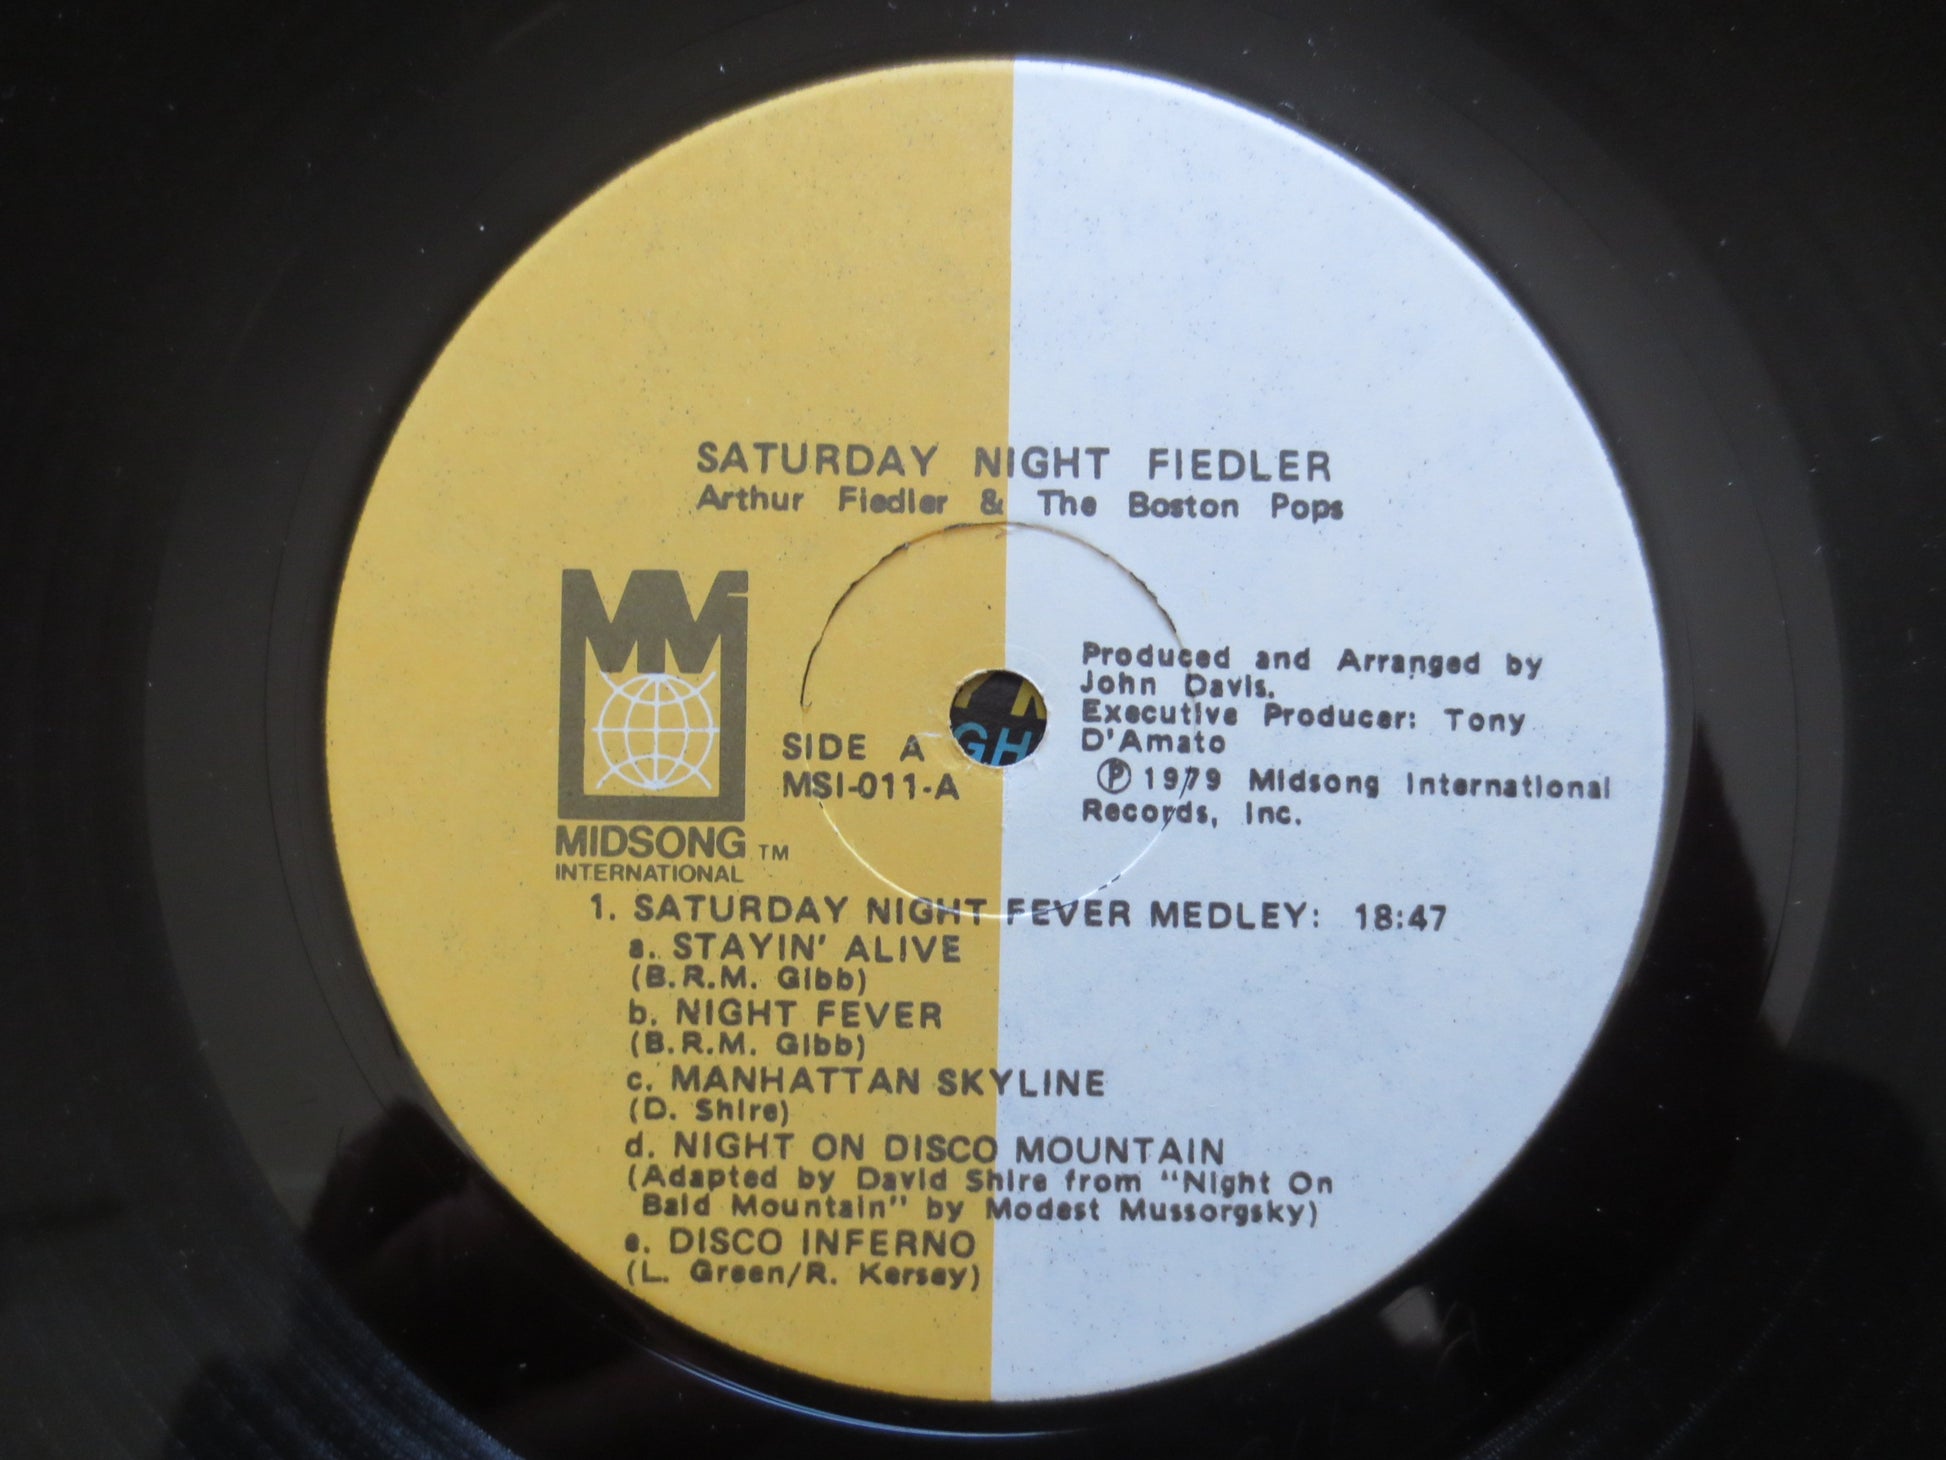 SATURDAY NIGHT FIEDLER
Arthur Fiedler & The Boston Pops
MIDSONG TM
INTERNATIONAL
SIDE A
MSI-011-A
GH
Produced and Arranged by
John Davis.
Executive Producer: Tony
D'Amato
Ⓟ 1979 Midsong International
Records, Inc.
1. SATURDAY NIGHT FEVER MEDLEY: 18:47
a. STAYIN' ALIVE
(B.R.M. Gibb)
b. NIGHT FEVER
(B.R.M. Gibb)
c. MANHATTAN SKYLINE
(D. Shire)
d. NIGHT ON DISCO MOUNTAIN
(Adapted by David Shire from "Night On
Bald Mountain" by Modest Mussorgsky)
e. DISCO INFERNO
(L. Green/R. Kersey)